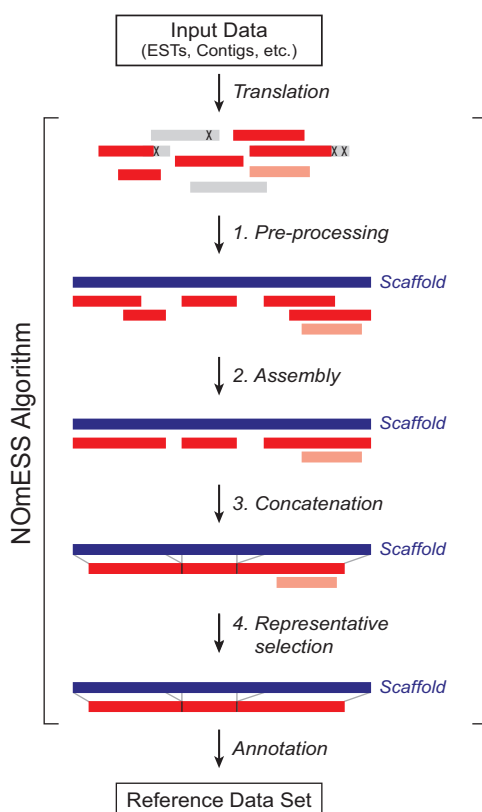 Input Data
(ESTs, Contigs, etc.)
Translation
X
X
X X
1. Pre-processing
Scaffold
2. Assembly
Scaffold
NOmESS Algorithm
3. Concatenation
Scaffold
4. Representative
selection
Scaffold
Annotation
Reference Data Set